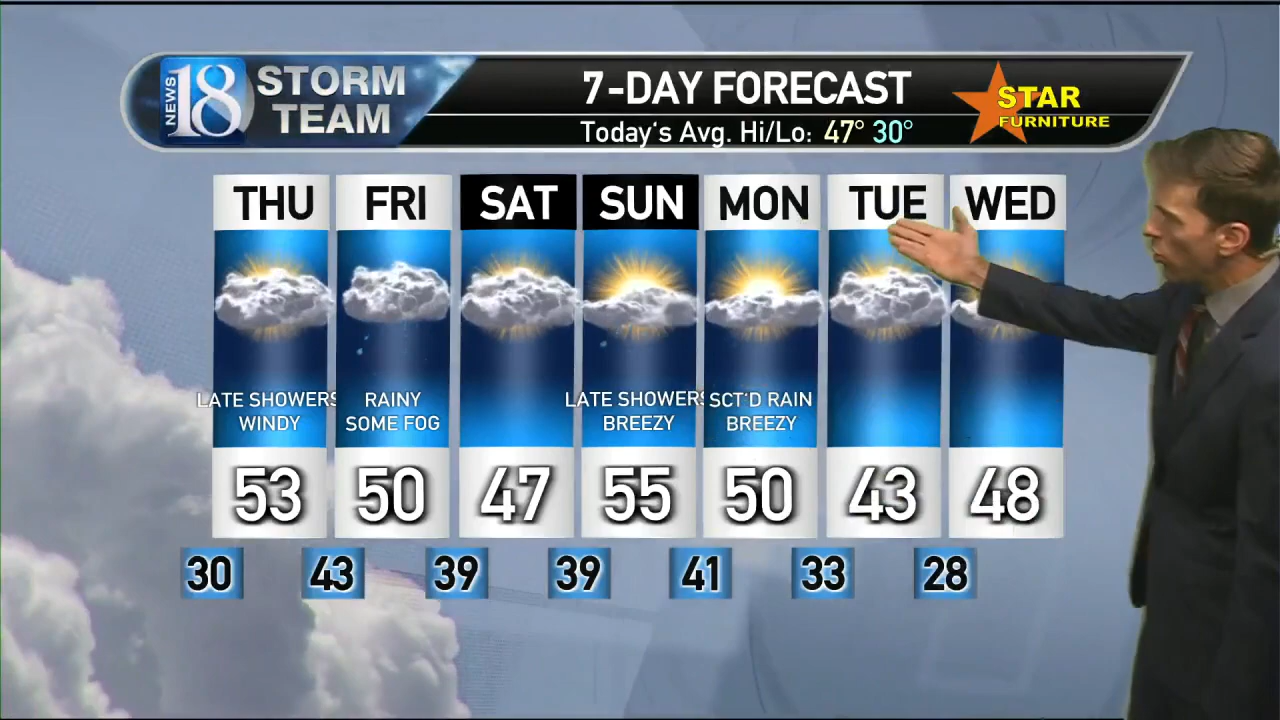 NEWS 18
STORM
TEAM
7-DAY FORECAST
Today's Avg. Hi/Lo: 47° 30°
STAR
FURNITURE
THU FRI SAT SUN MON TUE WED
LATE SHOWERS RAINY LATE SHOWERS SCT'D RAIN
WINDY SOME FOG BREEZY BREEZY
53 50 47 55 50 43 48
30 43 39 39 41 33 28